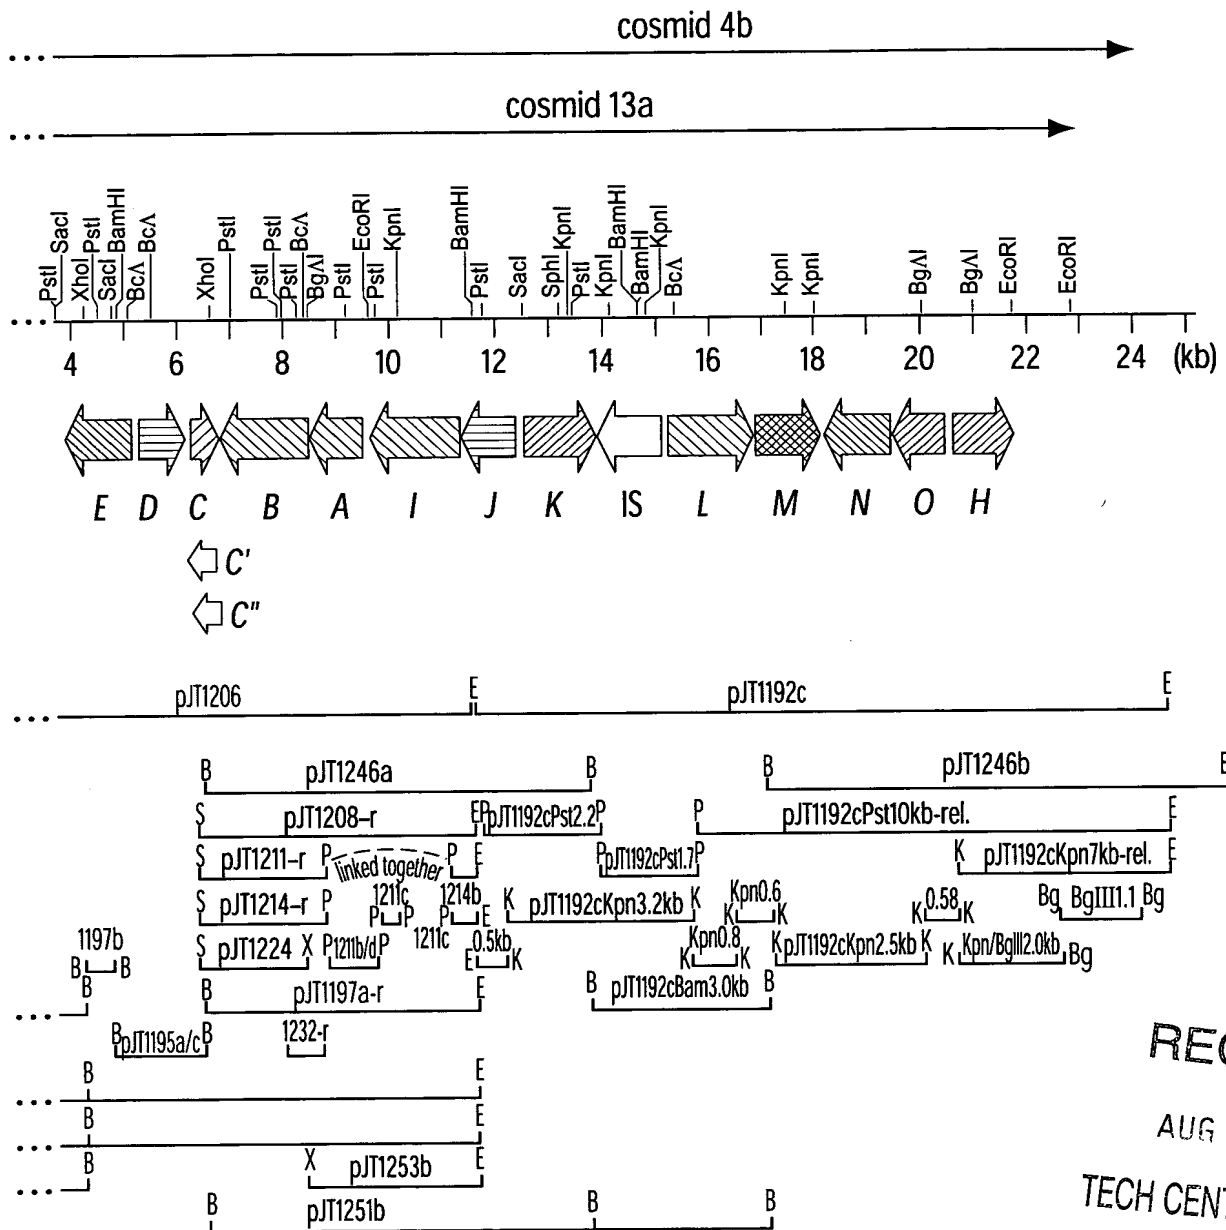 cosmid 4b
cosmid 13a
PstI SacI XhoI PstI SacI BamHI BcΛ BcΛ XhoI PstI PstI PstI PstI BcΛ BgΛI PstI EcoRI PstI KpnI BamHI PstI SacI SphI KpnI PstI KpnI BamHI BamHI KpnI BcΛ KpnI KpnI BgΛI BgΛI EcoRI EcoRI
4 6 8 10 12 14 16 18 20 22 24 (kb)
E D C B A I J K IS L M N O H
C'
C"
pJT1206 E pJT1192c E
B pJT1246a B B pJT1246b
S pJT1208–r E P pJT1192cPst2.2 P P pJT1192cPst10kb-rel. E
S pJT1211–r P linked together P E P pJT1192cPst1.7 P K pJT1192cKpn7kb-rel. E
S pJT1214–r P P 1211c P 1211c P 1214b E K pJT1192cKpn3.2kb K K Kpn0.6 K K 0.58 K Bg BgIII1.1 Bg
1197b B B S pJT1224 X P 1211b/d P E 0.5kb K K Kpn0.8 K K pJT1192cKpn2.5kb K K Kpn/BgIII2.0kb Bg
B B pJT1197a-r E B pJT1192cBam3.0kb B
B pJT1195a/c B 1232-r
B E
B E
B X pJT1253b E
B pJT1251b B B
REC
AUG
TECH CENT